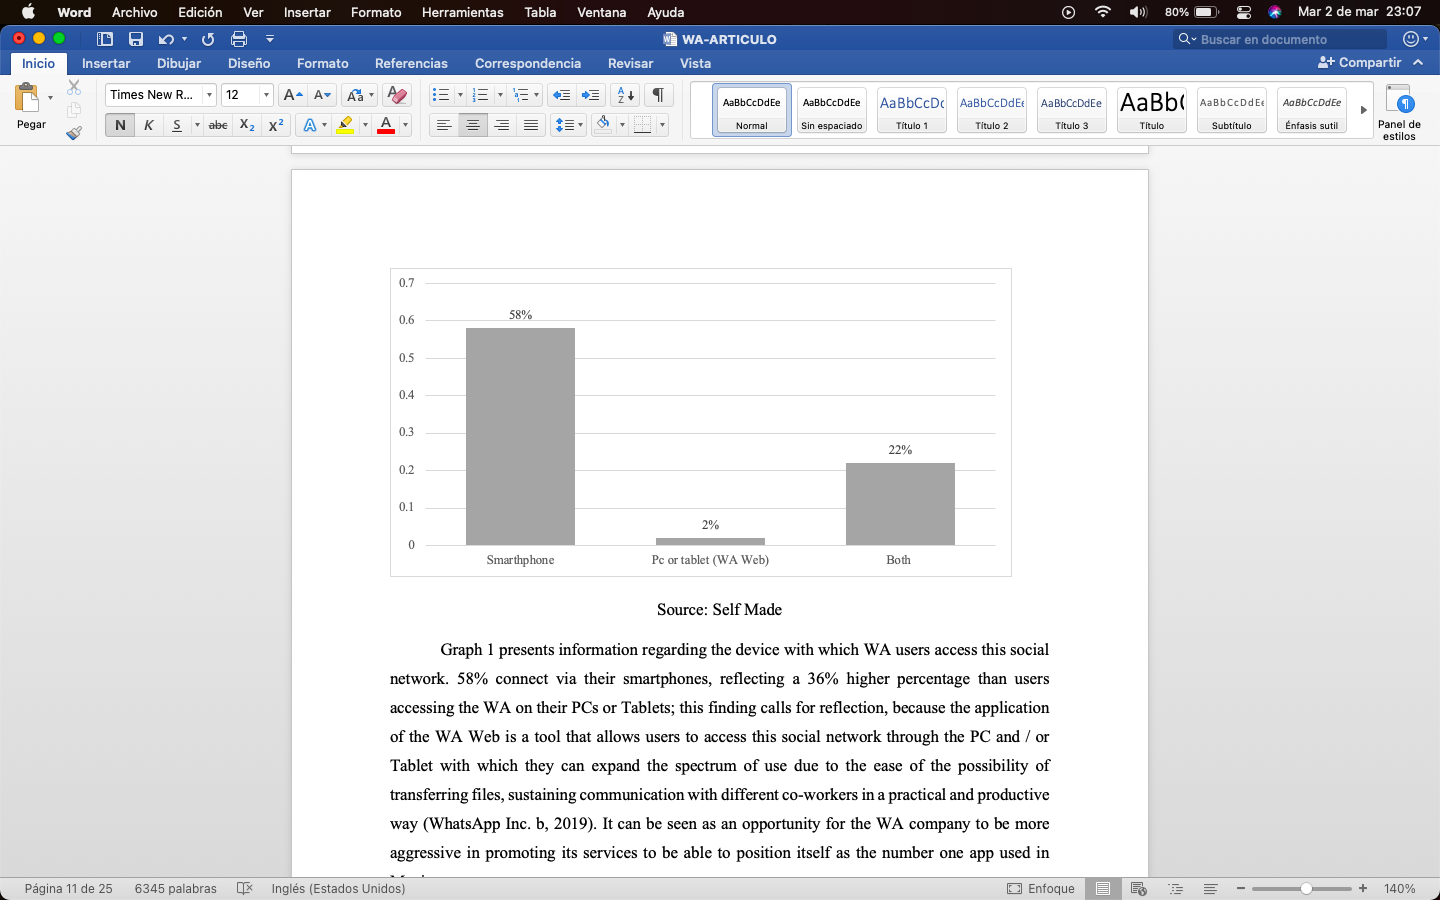 Word Archivo Edición Ver Insertar Formato Herramientas Tabla Ventana Ayuda 80% Mar 2 de mar 23:07
WA-ARTICULO Buscar en documento
Inicio Insertar Dibujar Diseño Formato Referencias Correspondencia Revisar Vista Compartir
Pegar
Times New R... 12
N K S abc X2 X2 A A
AaBbCcDdEe AaBbCcDdEe AaBbCcDc AaBbCcDdEe AaBbCcDdEe AaBb( AaBbCcDdEe AaBbCcDdEe
Normal Sin espaciado Título 1 Título 2 Título 3 Título Subtítulo Énfasis sutil
Panel de
estilos
0.7
0.6
0.5
0.4
0.3
0.2
0.1
0
58%
2%
22%
Smarthphone Pc or tablet (WA Web) Both
Source: Self Made
Graph 1 presents information regarding the device with which WA users access this social
network. 58% connect via their smartphones, reflecting a 36% higher percentage than users
accessing the WA on their PCs or Tablets; this finding calls for reflection, because the application
of the WA Web is a tool that allows users to access this social network through the PC and / or
Tablet with which they can expand the spectrum of use due to the ease of the possibility of
transferring files, sustaining communication with different co-workers in a practical and productive
way (WhatsApp Inc. b, 2019). It can be seen as an opportunity for the WA company to be more
aggressive in promoting its services to be able to position itself as the number one app used in
Página 11 de 25 6345 palabras Inglés (Estados Unidos) Enfoque 140%